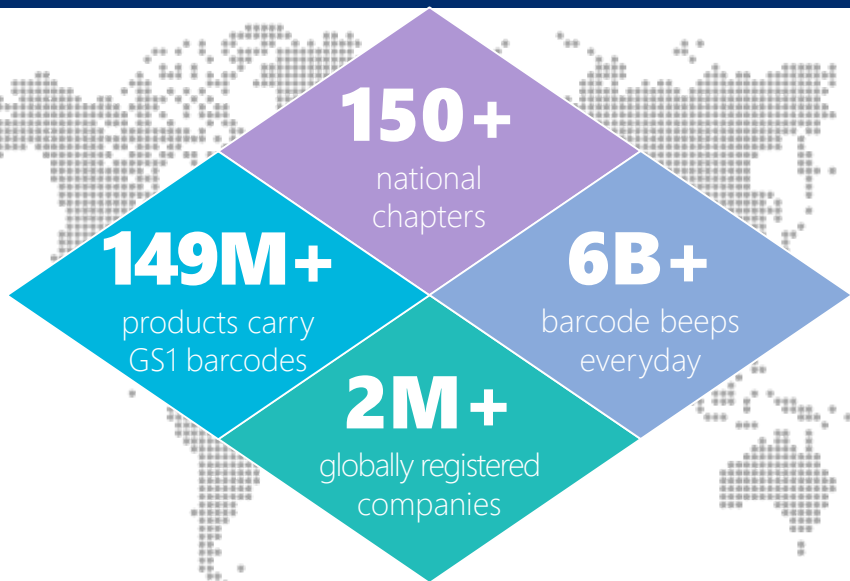 150+
national
chapters
149M+
products carry
GS1 barcodes
6B+
barcode beeps
everyday
2M+
globally registered
companies